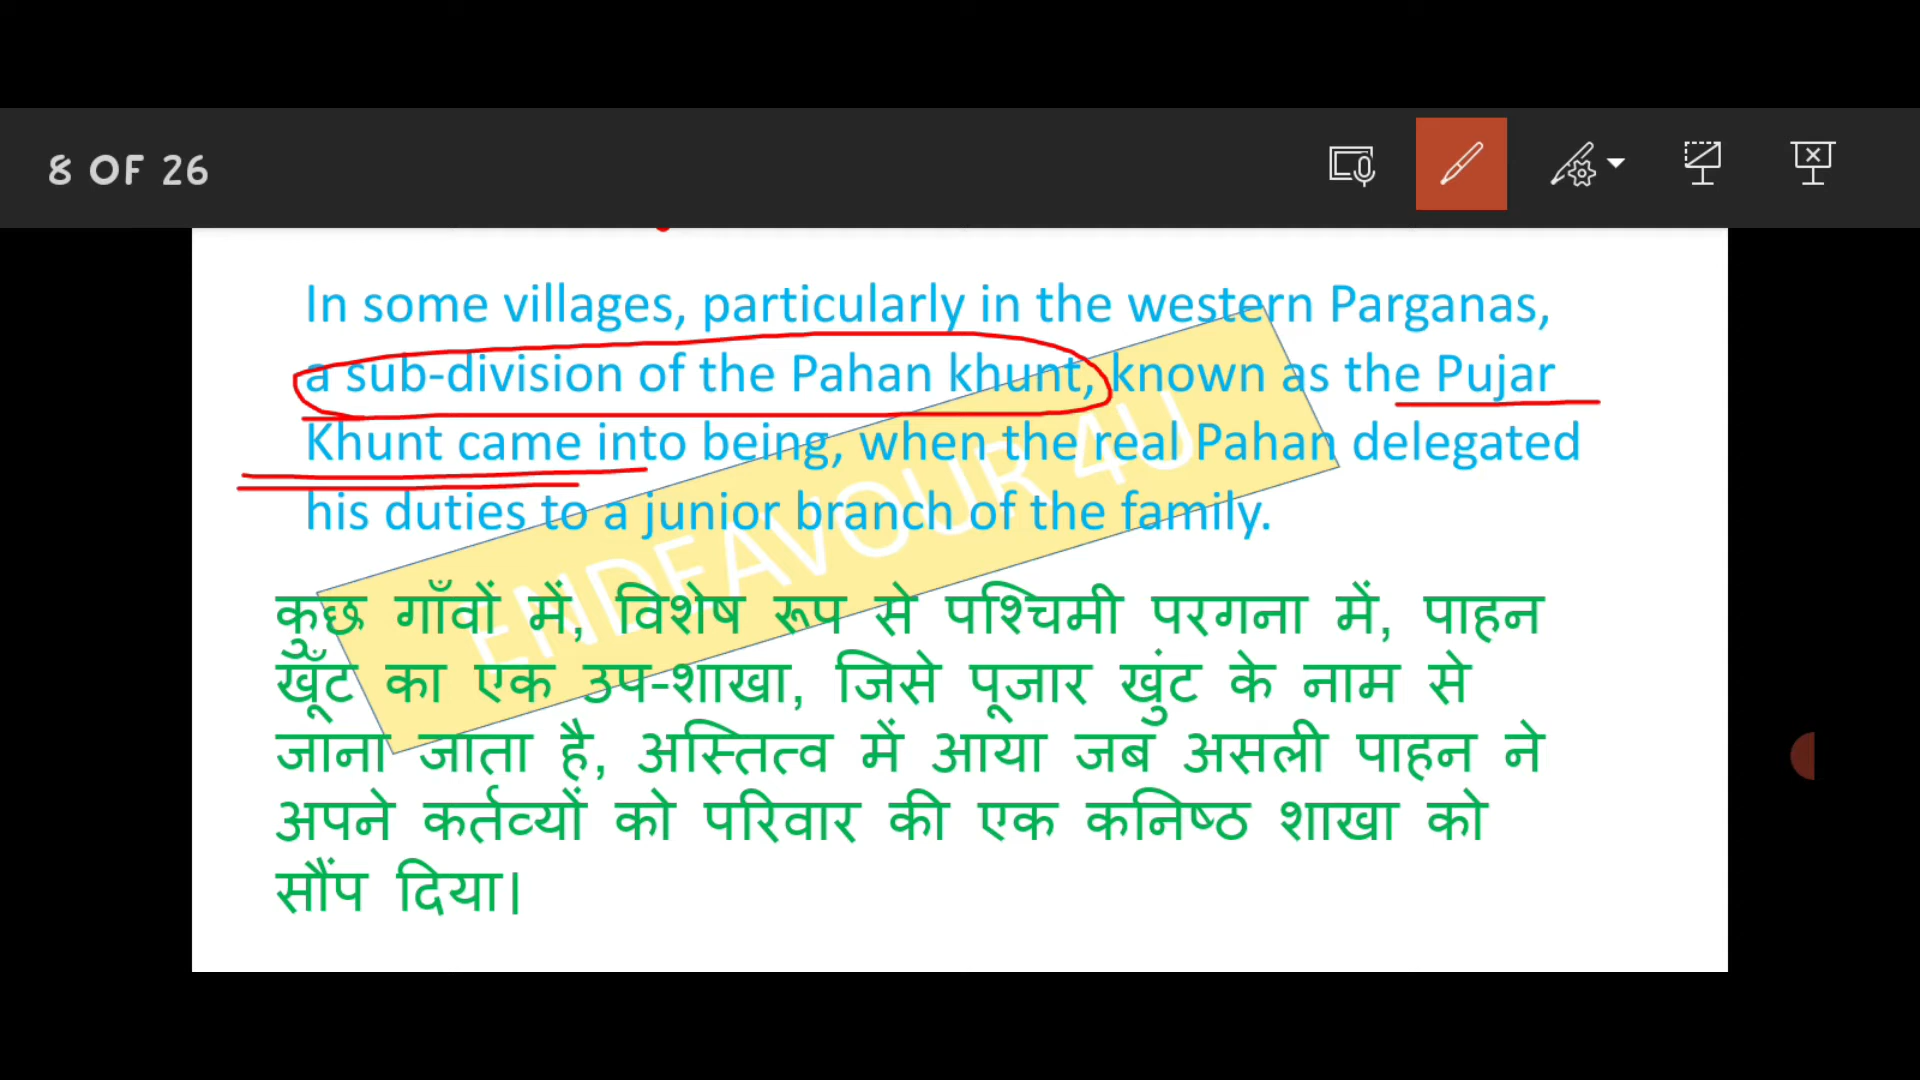 8 OF 26
In some villages, particularly in the western Parganas,
a sub-division of the Pahan khunt, known as the Pujar
Khunt came into being, when the real Pahan delegated
his duties to a junior branch of the family.
ENDEAVOUR 4U
कुछ गाँवों में, विशेष रूप से पश्चिमी परगना में, पाहन
खूँट का एक उप-शाखा, जिसे पूजार खुंट के नाम से
जाना जाता है, अस्तित्व में आया जब असली पाहन ने
अपने कर्तव्यों को परिवार की एक कनिष्ठ शाखा को
सौंप दिया।